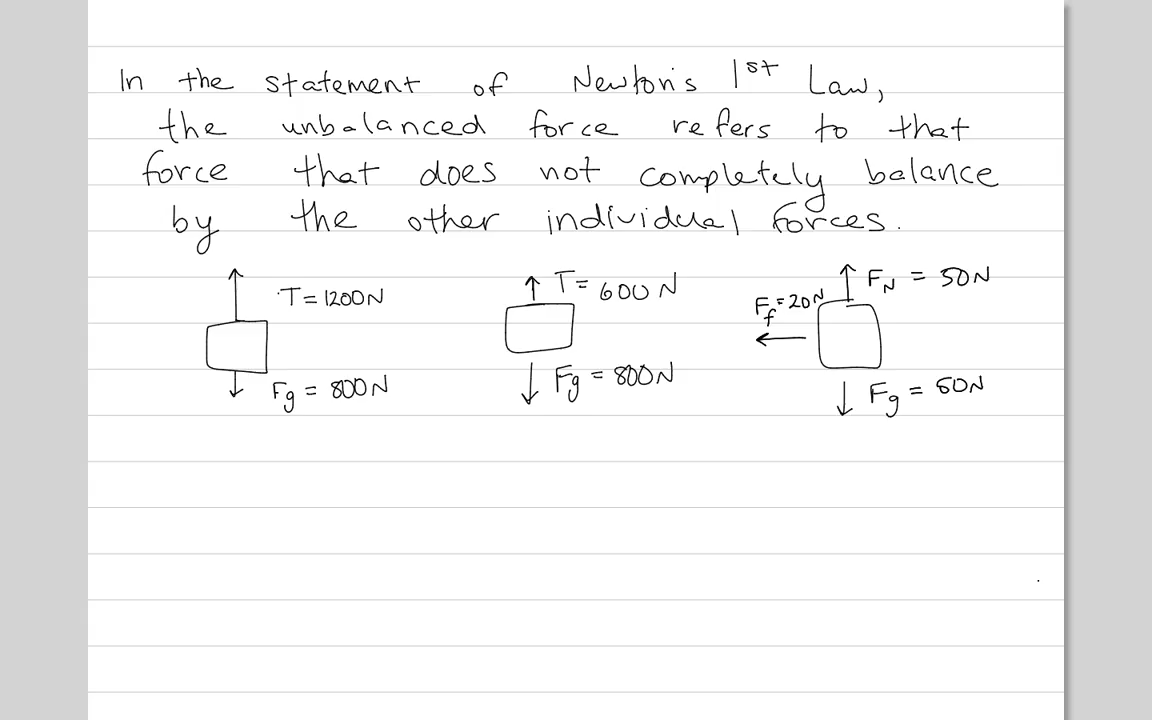 In the statement of Newton's 1st Law,
the unbalanced force refers to that
force that does not completely balance
by the other individual forces.
T = 1200N
Fg = 800N
T = 600 N
Fg = 800N
Ff = 20N
FN = 50N
Fg = 50N